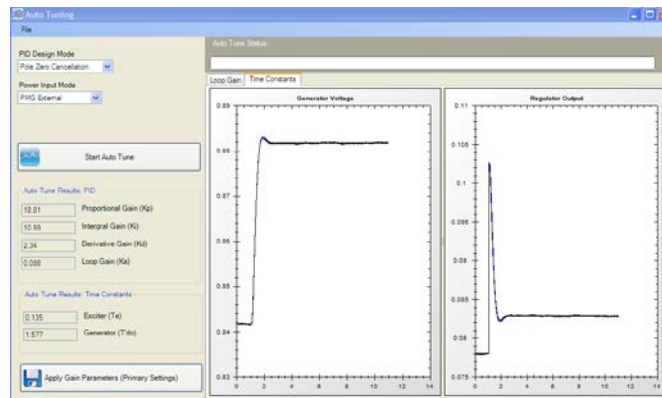 Auto Tuning
File
PID Design Mode
Pole Zero Cancellation
Power Input Mode
PMG External
Start Auto Tune
Auto Tune Results: PID
18.81 Proportional Gain (Kp)
10.99 Intergral Gain (Ki)
2.34 Derivative Gain (Kd)
0.098 Loop Gain (Ka)
Auto Tune Results: Time Constants
0.135 Exciter (Te)
1.577 Generator (T'do)
Apply Gain Parameters (Primary Settings)
Auto Tune Status:
Loop Gain Time Constants
Generator Voltage
0.89
0.88
0.87
0.86
0.85
0.84
0.83
0 2 4 6 8 10 12 14
Regulator Output
0.11
0.105
0.1
0.095
0.09
0.085
0.08
0.075
0 2 4 6 8 10 12 14